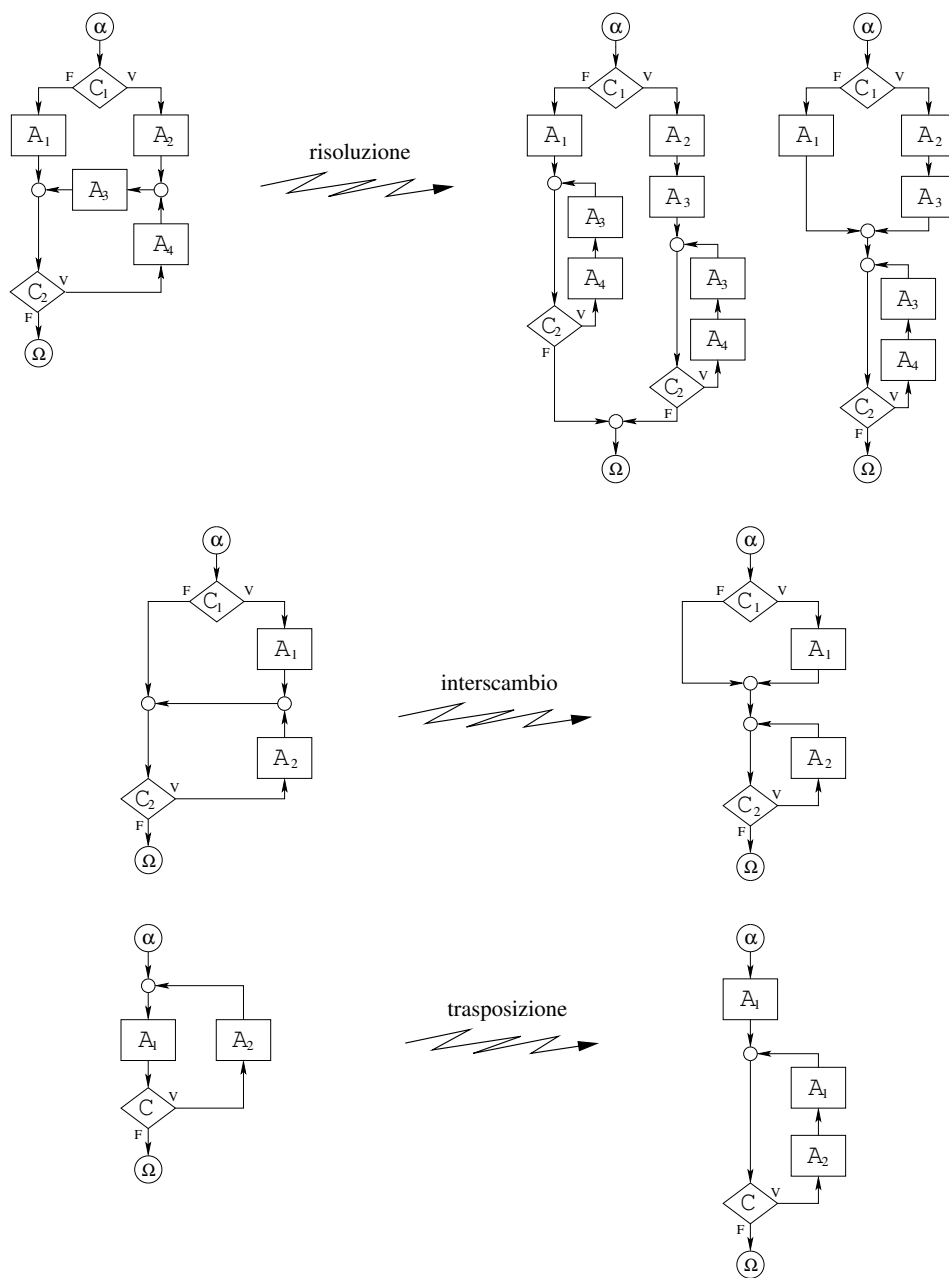 α α α
F C₁ V F C₁ V F C₁ V
A₁ A₂ A₁ A₂ A₁ A₂
risoluzione
A₃ A₃ A₃ A₃
A₄ A₄ A₃ A₃
C₂ V C₂ V A₄ A₄
F F C₂ V C₂ V
Ω F F
Ω Ω
α α
F C₁ V F C₁ V
A₁ A₁
interscambio
A₂ A₂
C₂ V C₂ V
F F
Ω Ω
α α
trasposizione A₁
A₁ A₂
A₁
C V
F A₂
Ω
C V
F
Ω